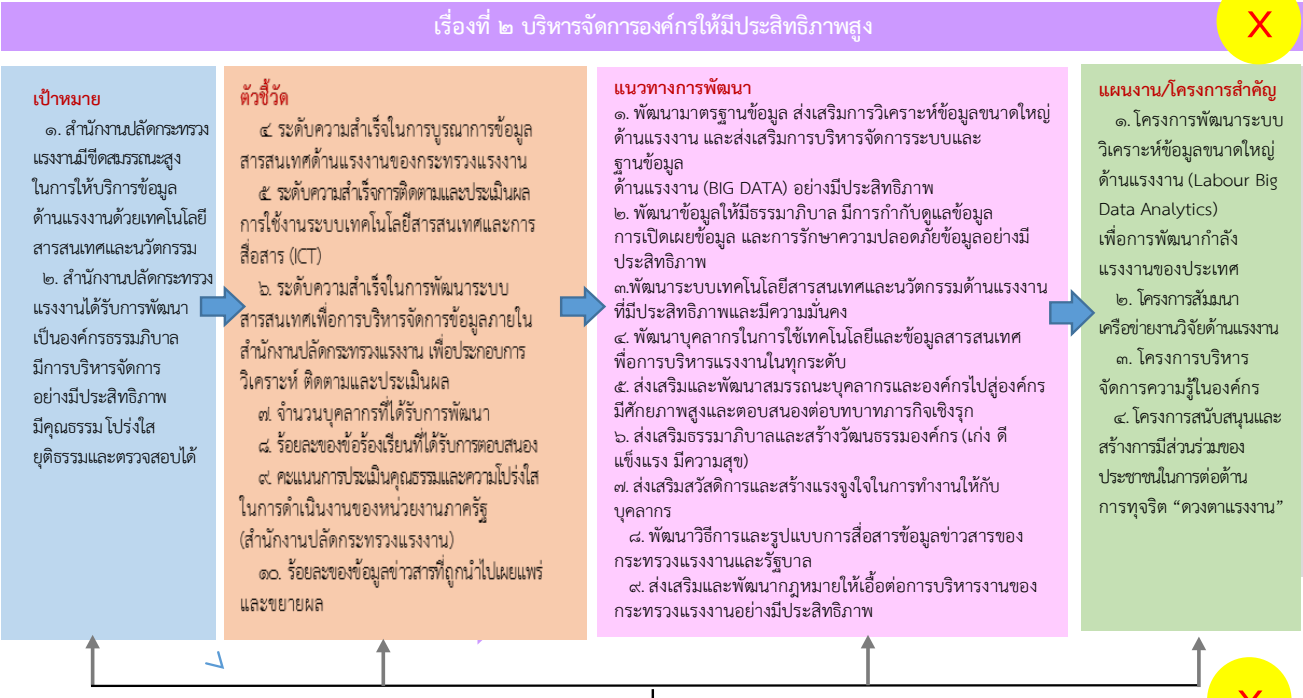 เรื่องที่ ๒ บริหารจัดการองค์กรให้มีประสิทธิภาพสูง
X
เป้าหมาย
๑. สำนักงานปลัดกระทรวง
แรงงานมีขีดสมรรถนะสูง
ในการให้บริการข้อมูล
ด้านแรงงานด้วยเทคโนโลยี
สารสนเทศและนวัตกรรม
๒. สำนักงานปลัดกระทรวง
แรงงานได้รับการพัฒนา
เป็นองค์กรธรรมภิบาล
มีการบริหารจัดการ
อย่างมีประสิทธิภาพ
มีคุณธรรม โปร่งใส
ยุติธรรมและตรวจสอบได้
ตัวชี้วัด
๔. ระดับความสำเร็จในการบูรณาการข้อมูล
สารสนเทศด้านแรงงานของกระทรวงแรงงาน
๕. ระดับความสำเร็จการติดตามและประเมินผล
การใช้งานระบบเทคโนโลยีสารสนเทศและการ
สื่อสาร (ICT)
๖. ระดับความสำเร็จในการพัฒนาระบบ
สารสนเทศเพื่อการบริหารจัดการข้อมูลภายใน
สำนักงานปลัดกระทรวงแรงงาน เพื่อประกอบการ
วิเคราะห์ ติดตามและประเมินผล
๗. จำนวนบุคลากรที่ได้รับการพัฒนา
๘. ร้อยละของข้อร้องเรียนที่ได้รับการตอบสนอง
๙. คะแนนการประเมินคุณธรรมและความโปร่งใส
ในการดำเนินงานของหน่วยงานภาครัฐ
(สำนักงานปลัดกระทรวงแรงงาน)
๑๐. ร้อยละของข้อมูลข่าวสารที่ถูกนำไปเผยแพร่
และขยายผล
แนวทางการพัฒนา
๑. พัฒนามาตรฐานข้อมูล ส่งเสริมการวิเคราะห์ข้อมูลขนาดใหญ่
ด้านแรงงาน และส่งเสริมการบริหารจัดการระบบและ
ฐานข้อมูล
ด้านแรงงาน (BIG DATA) อย่างมีประสิทธิภาพ
๒. พัฒนาข้อมูลให้มีธรรมาภิบาล มีการกำกับดูแลข้อมูล
การเปิดเผยข้อมูล และการรักษาความปลอดภัยข้อมูลอย่างมี
ประสิทธิภาพ
๓.พัฒนาระบบเทคโนโลยีสารสนเทศและนวัตกรรมด้านแรงงาน
ที่มีประสิทธิภาพและมีความมั่นคง
๔. พัฒนาบุคลากรในการใช้เทคโนโลยีและข้อมูลสารสนเทศ
พื่อการบริหารแรงงานในทุกระดับ
๕. ส่งเสริมและพัฒนาสมรรถนะบุคลากรและองค์กรไปสู่องค์กร
มีศักยภาพสูงและตอบสนองต่อบทบาทภารกิจเชิงรุก
๖. ส่งเสริมธรรมาภิบาลและสร้างวัฒนธรรมองค์กร (เก่ง ดี
แข็งแรง มีความสุข)
๗. ส่งเสริมสวัสดิการและสร้างแรงจูงใจในการทำงานให้กับ
บุคลากร
๘. พัฒนาวิธีการและรูปแบบการสื่อสารข้อมูลข่าวสารของ
กระทรวงแรงงานและรัฐบาล
๙. ส่งเสริมและพัฒนากฎหมายให้เอื้อต่อการบริหารงานของ
กระทรวงแรงงานอย่างมีประสิทธิภาพ
แผนงาน/โครงการสำคัญ
๑. โครงการพัฒนาระบบ
วิเคราะห์ข้อมูลขนาดใหญ่
ด้านแรงงาน (Labour Big
Data Analytics)
เพื่อการพัฒนากำลัง
แรงงานของประเทศ
๒. โครงการสัมมนา
เครือข่ายงานวิจัยด้านแรงงาน
๓. โครงการบริหาร
จัดการความรู้ในองค์กร
๔. โครงการสนับสนุนและ
สร้างการมีส่วนร่วมของ
ประชาชนในการต่อต้าน
การทุจริต “ดวงตาแรงงาน”
X